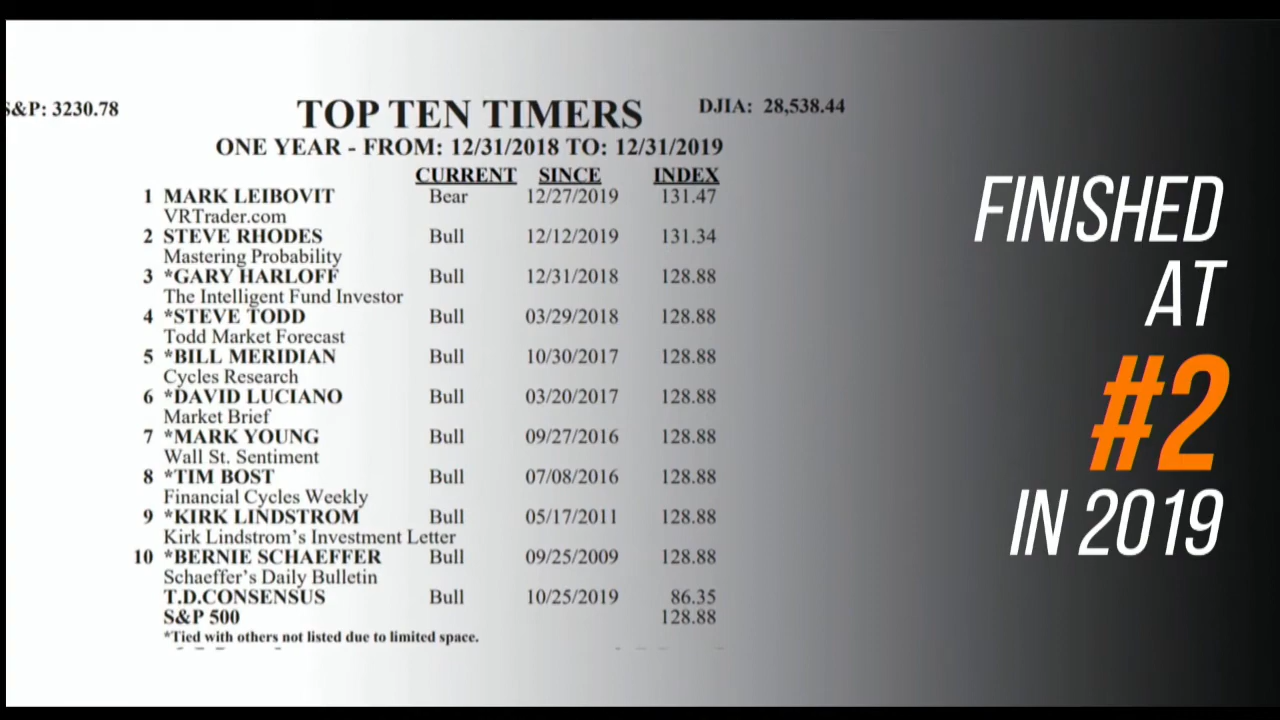 S&P: 3230.78
TOP TEN TIMERS
DJIA: 28,538.44
ONE YEAR - FROM: 12/31/2018 TO: 12/31/2019
CURRENT SINCE INDEX
1 MARK LEIBOVIT Bear 12/27/2019 131.47
VRTrader.com
2 STEVE RHODES Bull 12/12/2019 131.34
Mastering Probability
3 *GARY HARLOFF Bull 12/31/2018 128.88
The Intelligent Fund Investor
4 *STEVE TODD Bull 03/29/2018 128.88
Todd Market Forecast
5 *BILL MERIDIAN Bull 10/30/2017 128.88
Cycles Research
6 *DAVID LUCIANO Bull 03/20/2017 128.88
Market Brief
7 *MARK YOUNG Bull 09/27/2016 128.88
Wall St. Sentiment
8 *TIM BOST Bull 07/08/2016 128.88
Financial Cycles Weekly
9 *KIRK LINDSTROM Bull 05/17/2011 128.88
Kirk Lindstrom's Investment Letter
10 *BERNIE SCHAEFFER Bull 09/25/2009 128.88
Schaeffer's Daily Bulletin
T.D.CONSENSUS Bull 10/25/2019 86.35
S&P 500 128.88
*Tied with others not listed due to limited space.
FINISHED
AT
#2
IN 2019